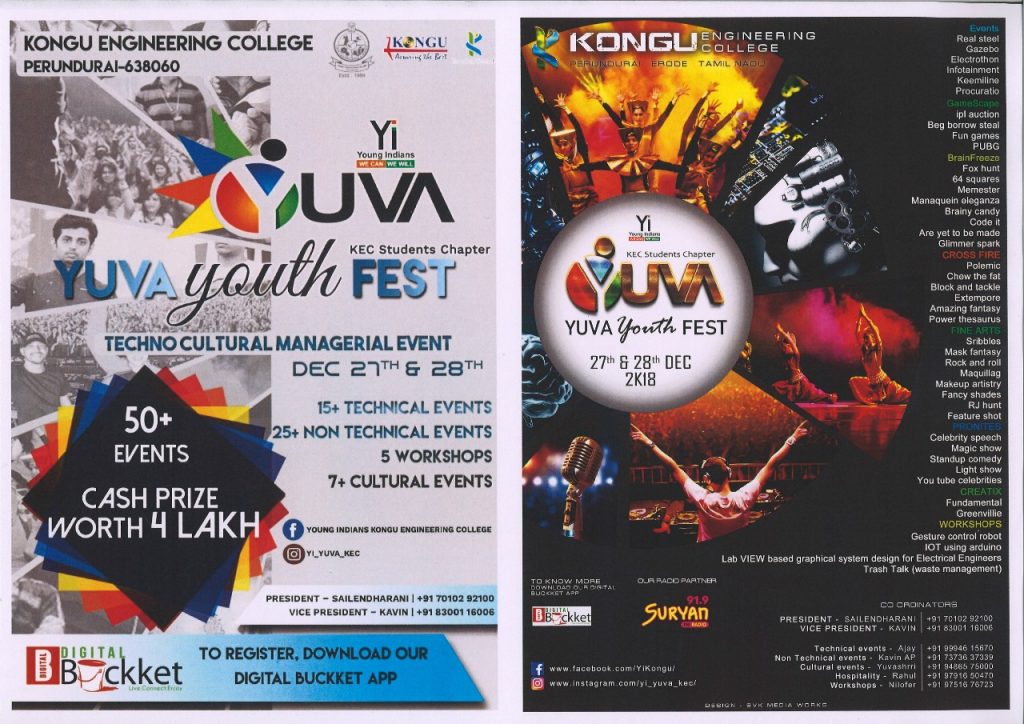 KONGU ENGINEERING COLLEGE
PERUNDURAI-638060
Estd : 1984
KONGU
Yi
Young Indians
WE CAN WE WILL
YUVA
KEC Students Chapter
YUVA youth FEST
TECHNO CULTURAL MANAGERIAL EVENT
DEC 27TH & 28TH
50+
EVENTS
CASH PRIZE
WORTH 4 LAKH
15+ TECHNICAL EVENTS
25+ NON TECHNICAL EVENTS
5 WORKSHOPS
7+ CULTURAL EVENTS
YOUNG INDIANS KONGU ENGINEERING COLLEGE
YI_YUVA_KEC
PRESIDENT – SAILENDHARANI | +91 70102 92100
VICE PRESIDENT – KAVIN | +91 83001 16006
DIGITAL
DIGITAL
Buckket
Live Connect Enjoy
TO REGISTER, DOWNLOAD OUR
DIGITAL BUCKKET APP
KONGU ENGINEERING
COLLEGE
PERUNDURAI ERODE TAMIL NADU
Yi
Young Indians
KEC Students Chapter
YUVA
YUVA Youth FEST
27th & 28th DEC
2K18
Events
Real steel
Gazebo
Electrothon
Infotainment
Keemiline
Procuratio
GameScape
ipl auction
Beg borrow steal
Fun games
PUBG
BrainFreeze
Fox hunt
64 squares
Memester
Manaquein eleganza
Brainy candy
Code it
Are yet to be made
Glimmer spark
CROSS FIRE
Polemic
Chew the fat
Block and tackle
Extempore
Amazing fantasy
Power thesaurus
FINE ARTS
Sribbles
Mask fantasy
Rock and roll
Maquillag
Makeup artistry
Fancy shades
RJ hunt
Feature shot
PRONITES
Celebrity speech
Magic show
Standup comedy
Light show
You tube celebrities
CREATIX
Fundamental
Greenvillie
WORKSHOPS
Gesture control robot
IOT using arduino
Lab VIEW based graphical system design for Electrical Engineers
Trash Talk (waste management)
TO KNOW MORE
DOWNLOAD OUR DIGITAL
BUCKKET APP
DIGITAL
Buckket
OUR RADIO PARTNER
91.9
SURYAN
FM RADIO
CO ORDINATORS
PRESIDENT - SAILENDHARANI | +91 70102 92100
VICE PRESIDENT - KAVIN | +91 83001 16006
Technical events - Ajay | +91 99946 15670
Non Technical events - Kavin AP | +91 73736 37339
Cultural events - Yuvashrri | +91 94865 75000
Hospitality - Rahul | +91 97916 50470
Workshops - Nilofer | +91 97516 76723
www.facebook.com/YiKongu/
www.instagram.com/yi_yuva_kec/
DESIGN - BVK MEDIA WORKS